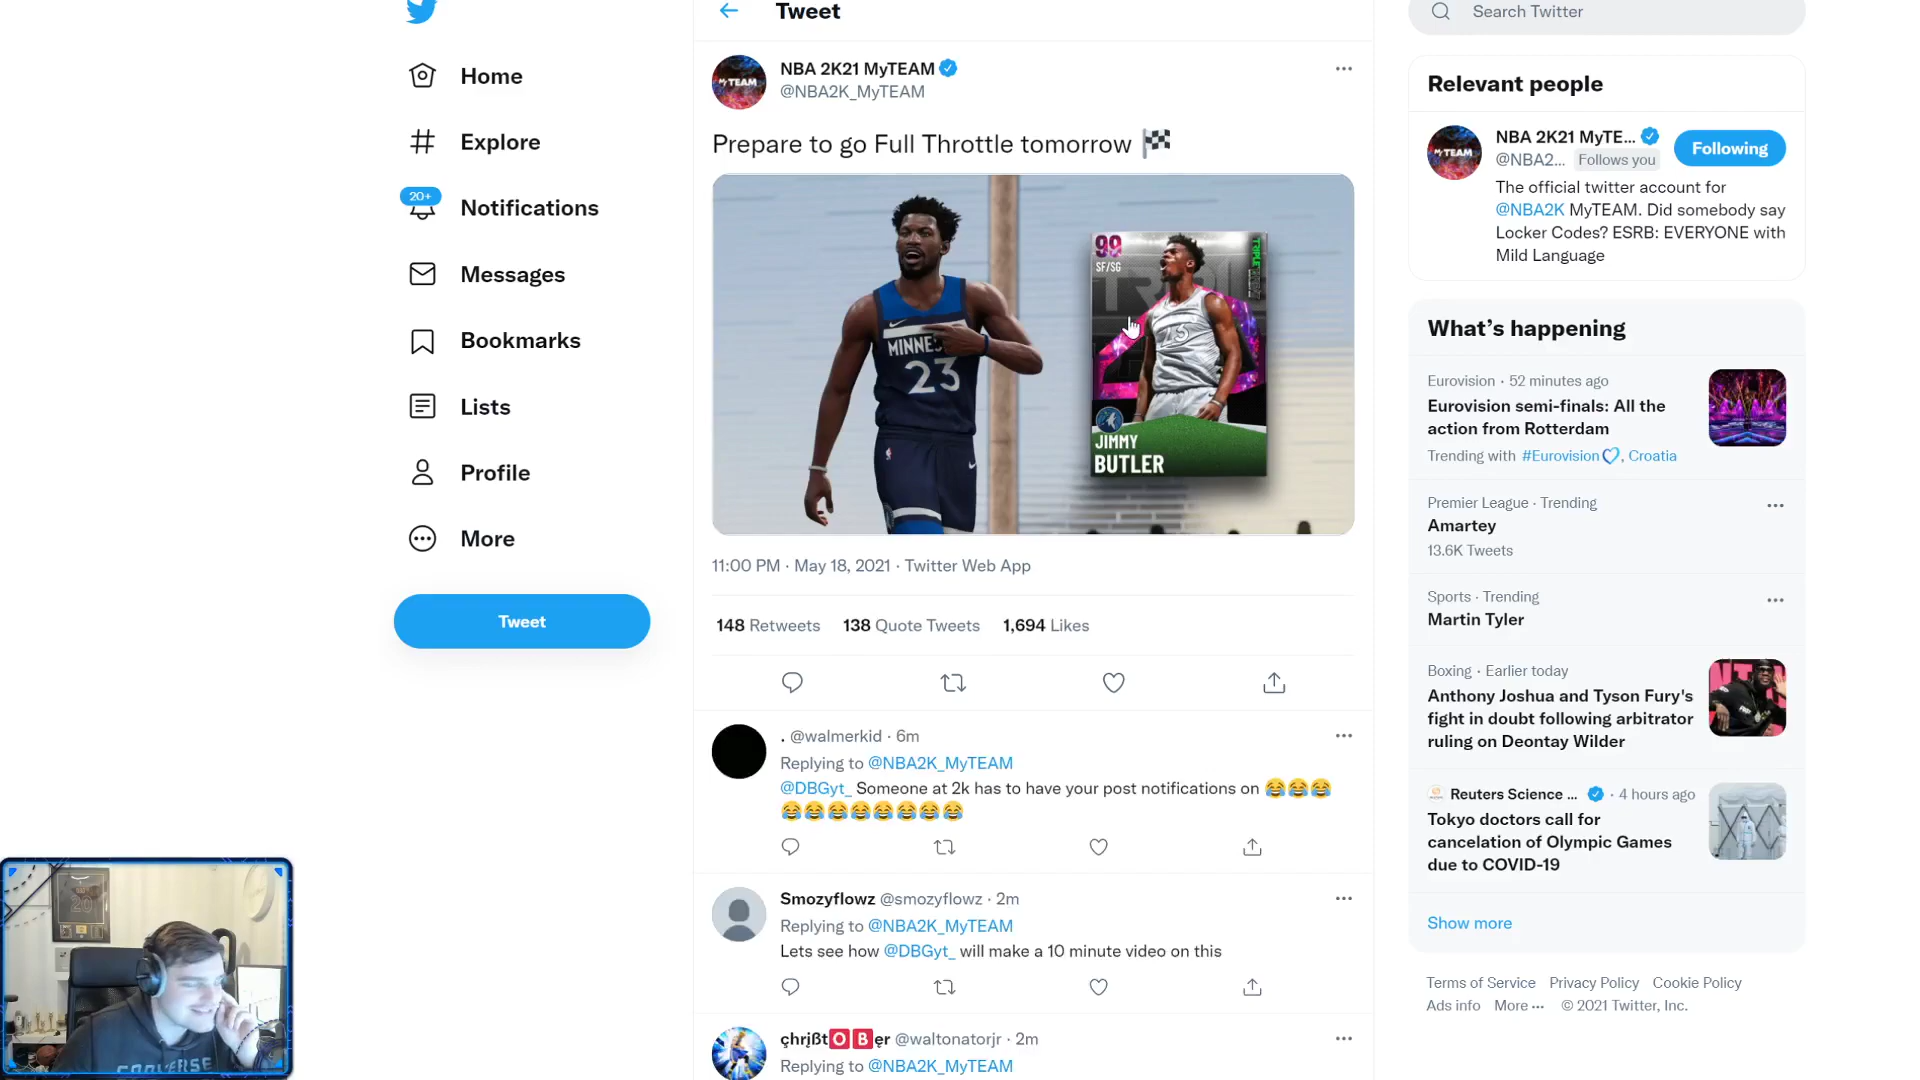 Home
Explore
20+
Notifications
Messages
Bookmarks
Lists
Profile
More
Tweet
Tweet
NBA 2K21 MyTEAM
@NBA2K_MyTEAM
Prepare to go Full Throttle tomorrow 🏁
MINNES
23
99
SF/SG
JIMMY
BUTLER
11:00 PM · May 18, 2021 · Twitter Web App
148 Retweets 138 Quote Tweets 1,694 Likes
. @walmerkid · 6m
Replying to @NBA2K_MyTEAM
@DBGyt_ Someone at 2k has to have your post notifications on 😂😂😂
😂😂😂😂😂😂😂😂
Smozyflowz @smozyflowz · 2m
Replying to @NBA2K_MyTEAM
Lets see how @DBGyt_ will make a 10 minute video on this
çhrįßt🅾🅱ęr @waltonatorjr · 2m
Replying to @NBA2K_MyTEAM
Search Twitter
Relevant people
NBA 2K21 MyTE...
@NBA2... Follows you
Following
The official twitter account for
@NBA2K MyTEAM. Did somebody say
Locker Codes? ESRB: EVERYONE with
Mild Language
What's happening
Eurovision · 52 minutes ago
Eurovision semi-finals: All the
action from Rotterdam
Trending with #Eurovision, Croatia
Premier League · Trending
Amartey
13.6K Tweets
Sports · Trending
Martin Tyler
Boxing · Earlier today
Anthony Joshua and Tyson Fury's
fight in doubt following arbitrator
ruling on Deontay Wilder
Reuters Science ... · 4 hours ago
Tokyo doctors call for
cancelation of Olympic Games
due to COVID-19
Show more
Terms of Service Privacy Policy Cookie Policy
Ads info More ··· © 2021 Twitter, Inc.
CONVERSE